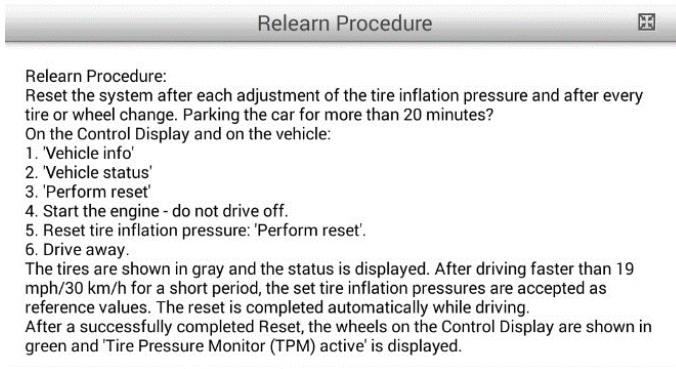 Relearn Procedure
Relearn Procedure:
Reset the system after each adjustment of the tire inflation pressure and after every
tire or wheel change. Parking the car for more than 20 minutes?
On the Control Display and on the vehicle:
1. 'Vehicle info'
2. 'Vehicle status'
3. 'Perform reset'
4. Start the engine - do not drive off.
5. Reset tire inflation pressure: 'Perform reset'.
6. Drive away.
The tires are shown in gray and the status is displayed. After driving faster than 19
mph/30 km/h for a short period, the set tire inflation pressures are accepted as
reference values. The reset is completed automatically while driving.
After a successfully completed Reset, the wheels on the Control Display are shown in
green and 'Tire Pressure Monitor (TPM) active' is displayed.